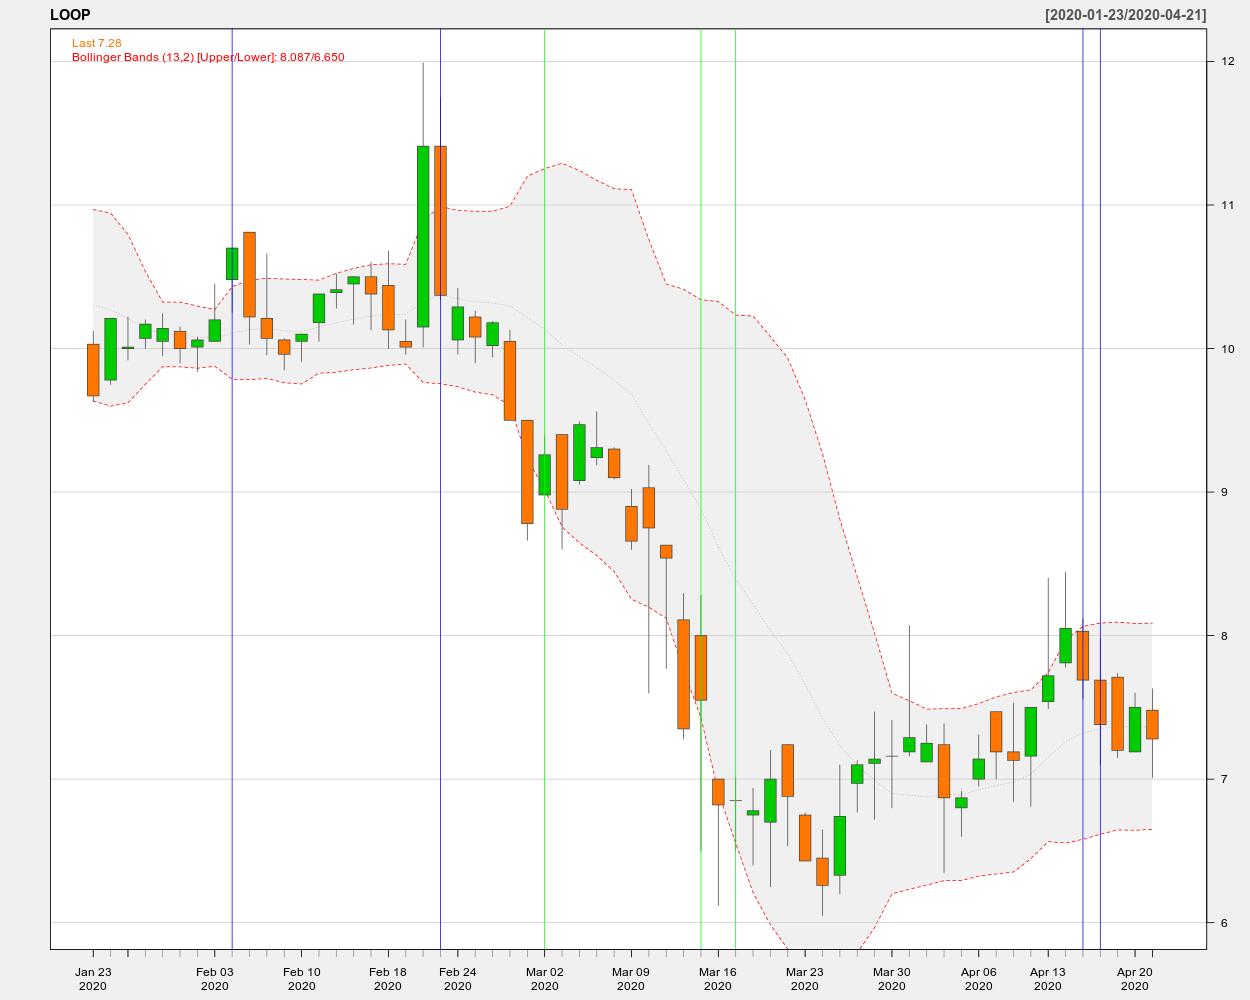 LOOP [2020-01-23/2020-04-21]
Last 7.28
Bollinger Bands (13,2) [Upper/Lower]: 8.087/6.650
12
11
10
9
8
7
6
Jan 23 Feb 03 Feb 10 Feb 18 Feb 24 Mar 02 Mar 09 Mar 16 Mar 23 Mar 30 Apr 06 Apr 13 Apr 20
2020 2020 2020 2020 2020 2020 2020 2020 2020 2020 2020 2020 2020